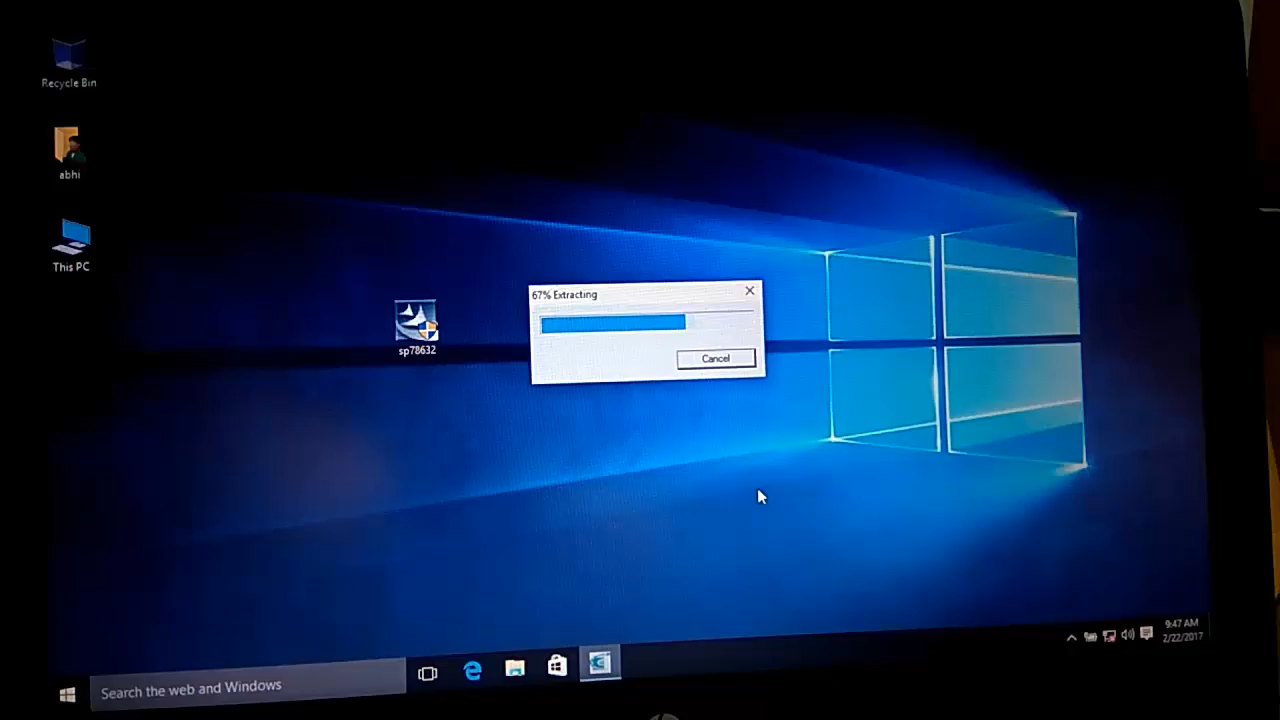 Recycle Bin
abhi
This PC
sp78632
67% Extracting
Cancel
Search the web and Windows
9:47 AM
2/22/2017